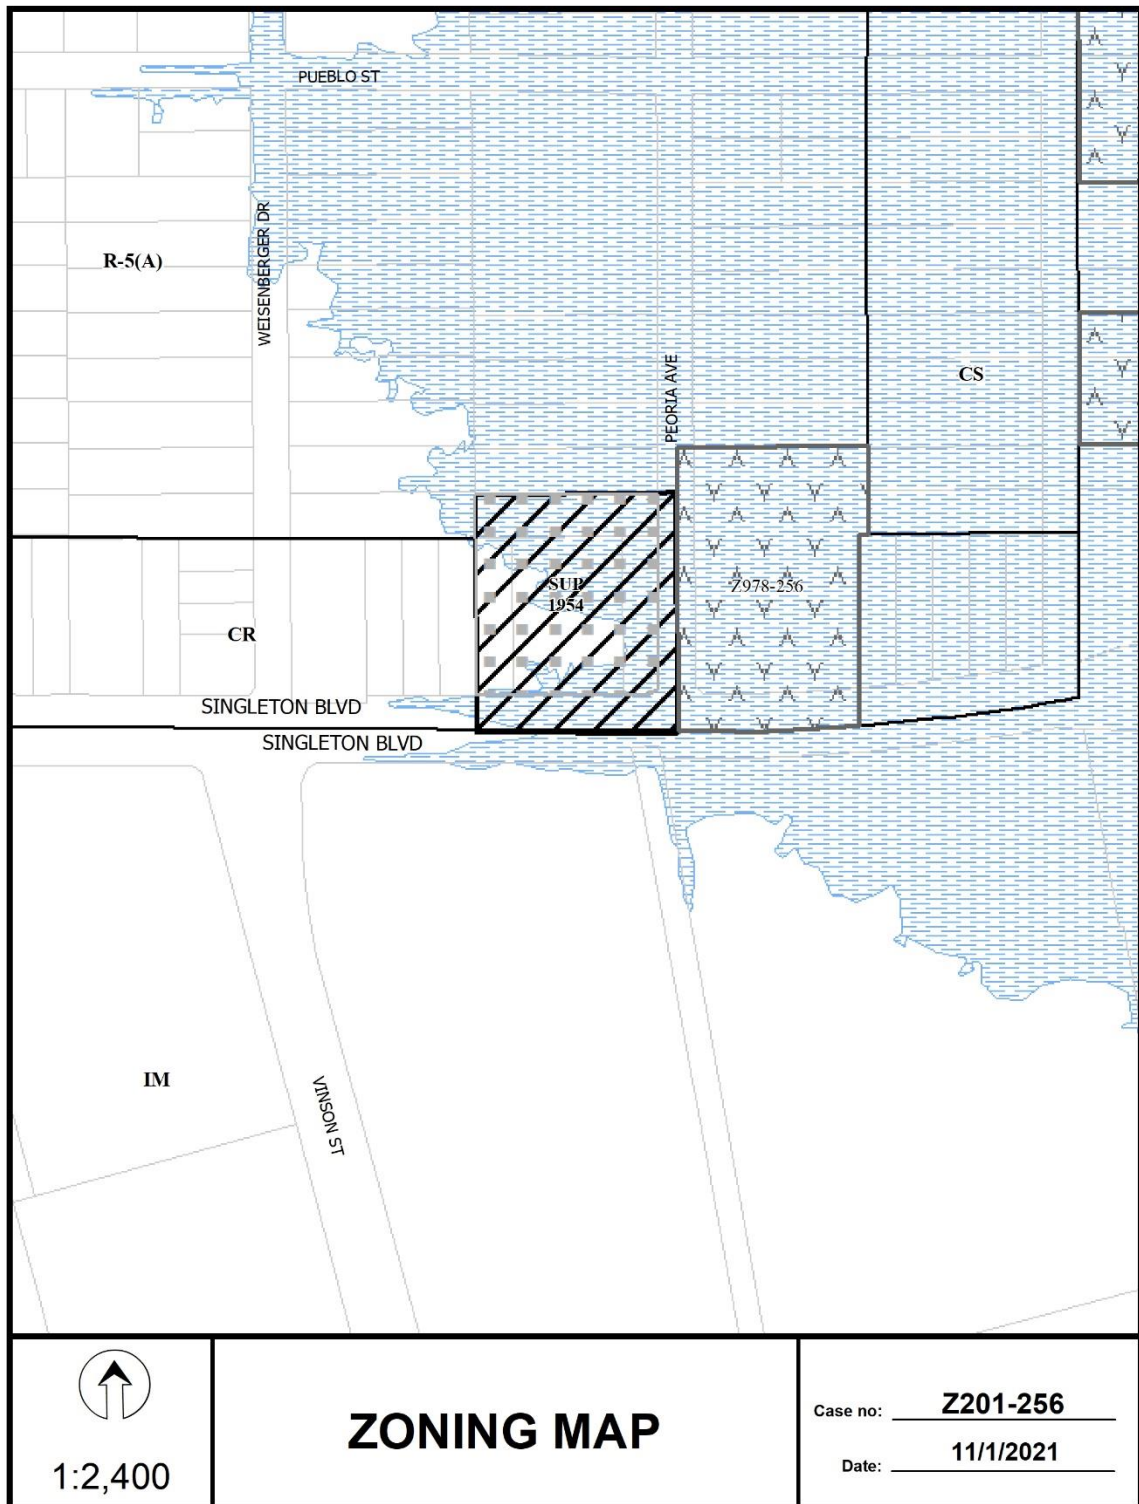 PUEBLO ST
WEISENBERGER DR
R-5(A)
PEORIA AVE
CS
SUP
1954
Z978-256
CR
SINGLETON BLVD
SINGLETON BLVD
IM
VINSON ST
1:2,400
ZONING MAP
Case no: Z201-256
Date: 11/1/2021